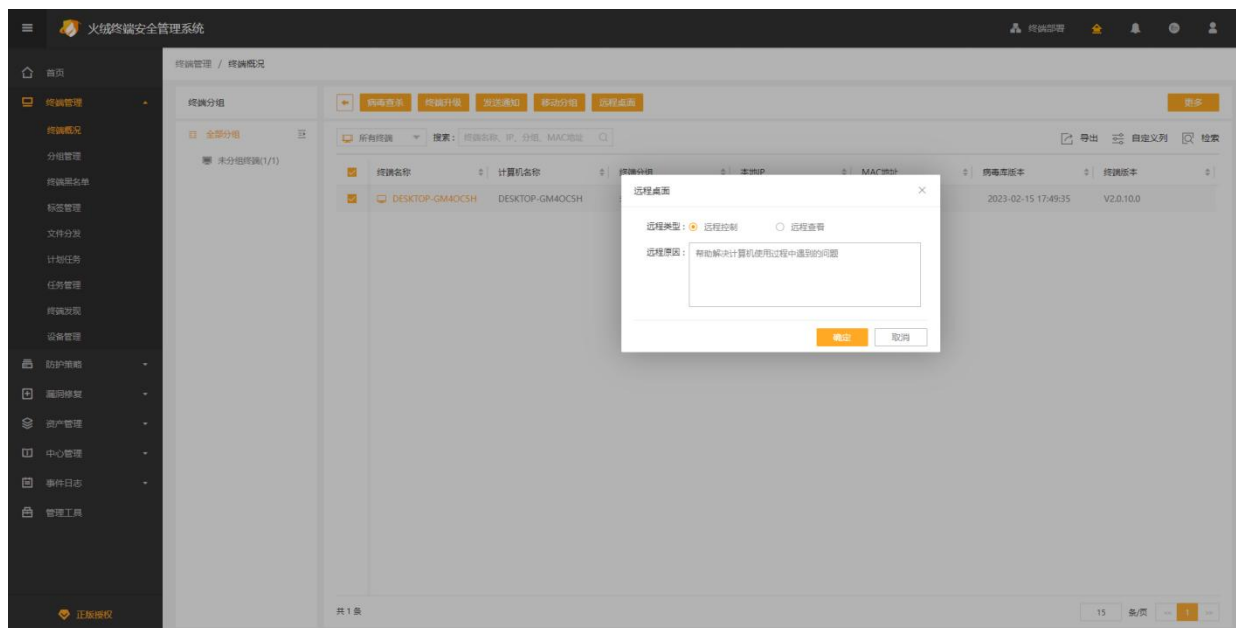 火绒终端安全管理系统
终端部署
首页
终端管理
终端概况
分组管理
终端黑名单
标签管理
文件分发
计划任务
任务管理
终端发现
设备管理
防护策略
漏洞修复
资产管理
中心管理
事件日志
管理工具
正版授权
终端管理 / 终端概况
终端分组
全部分组
未分组终端(1/1)
病毒查杀 终端升级 发送通知 移动分组 远程桌面 更多
所有终端 搜索： 终端名称, IP, 分组, MAC地址 导出 自定义列 检索
终端名称 计算机名称 终端分组 本地IP MAC地址 病毒库版本 终端版本
DESKTOP-GM4OCSH DESKTOP-GM4OCSH 2023-02-15 17:49:35 V2.0.10.0
远程桌面
远程类型： 远程控制 远程查看
远程原因： 帮助解决计算机使用过程中遇到的问题
确定 取消
共 1 条 15 条/页 1